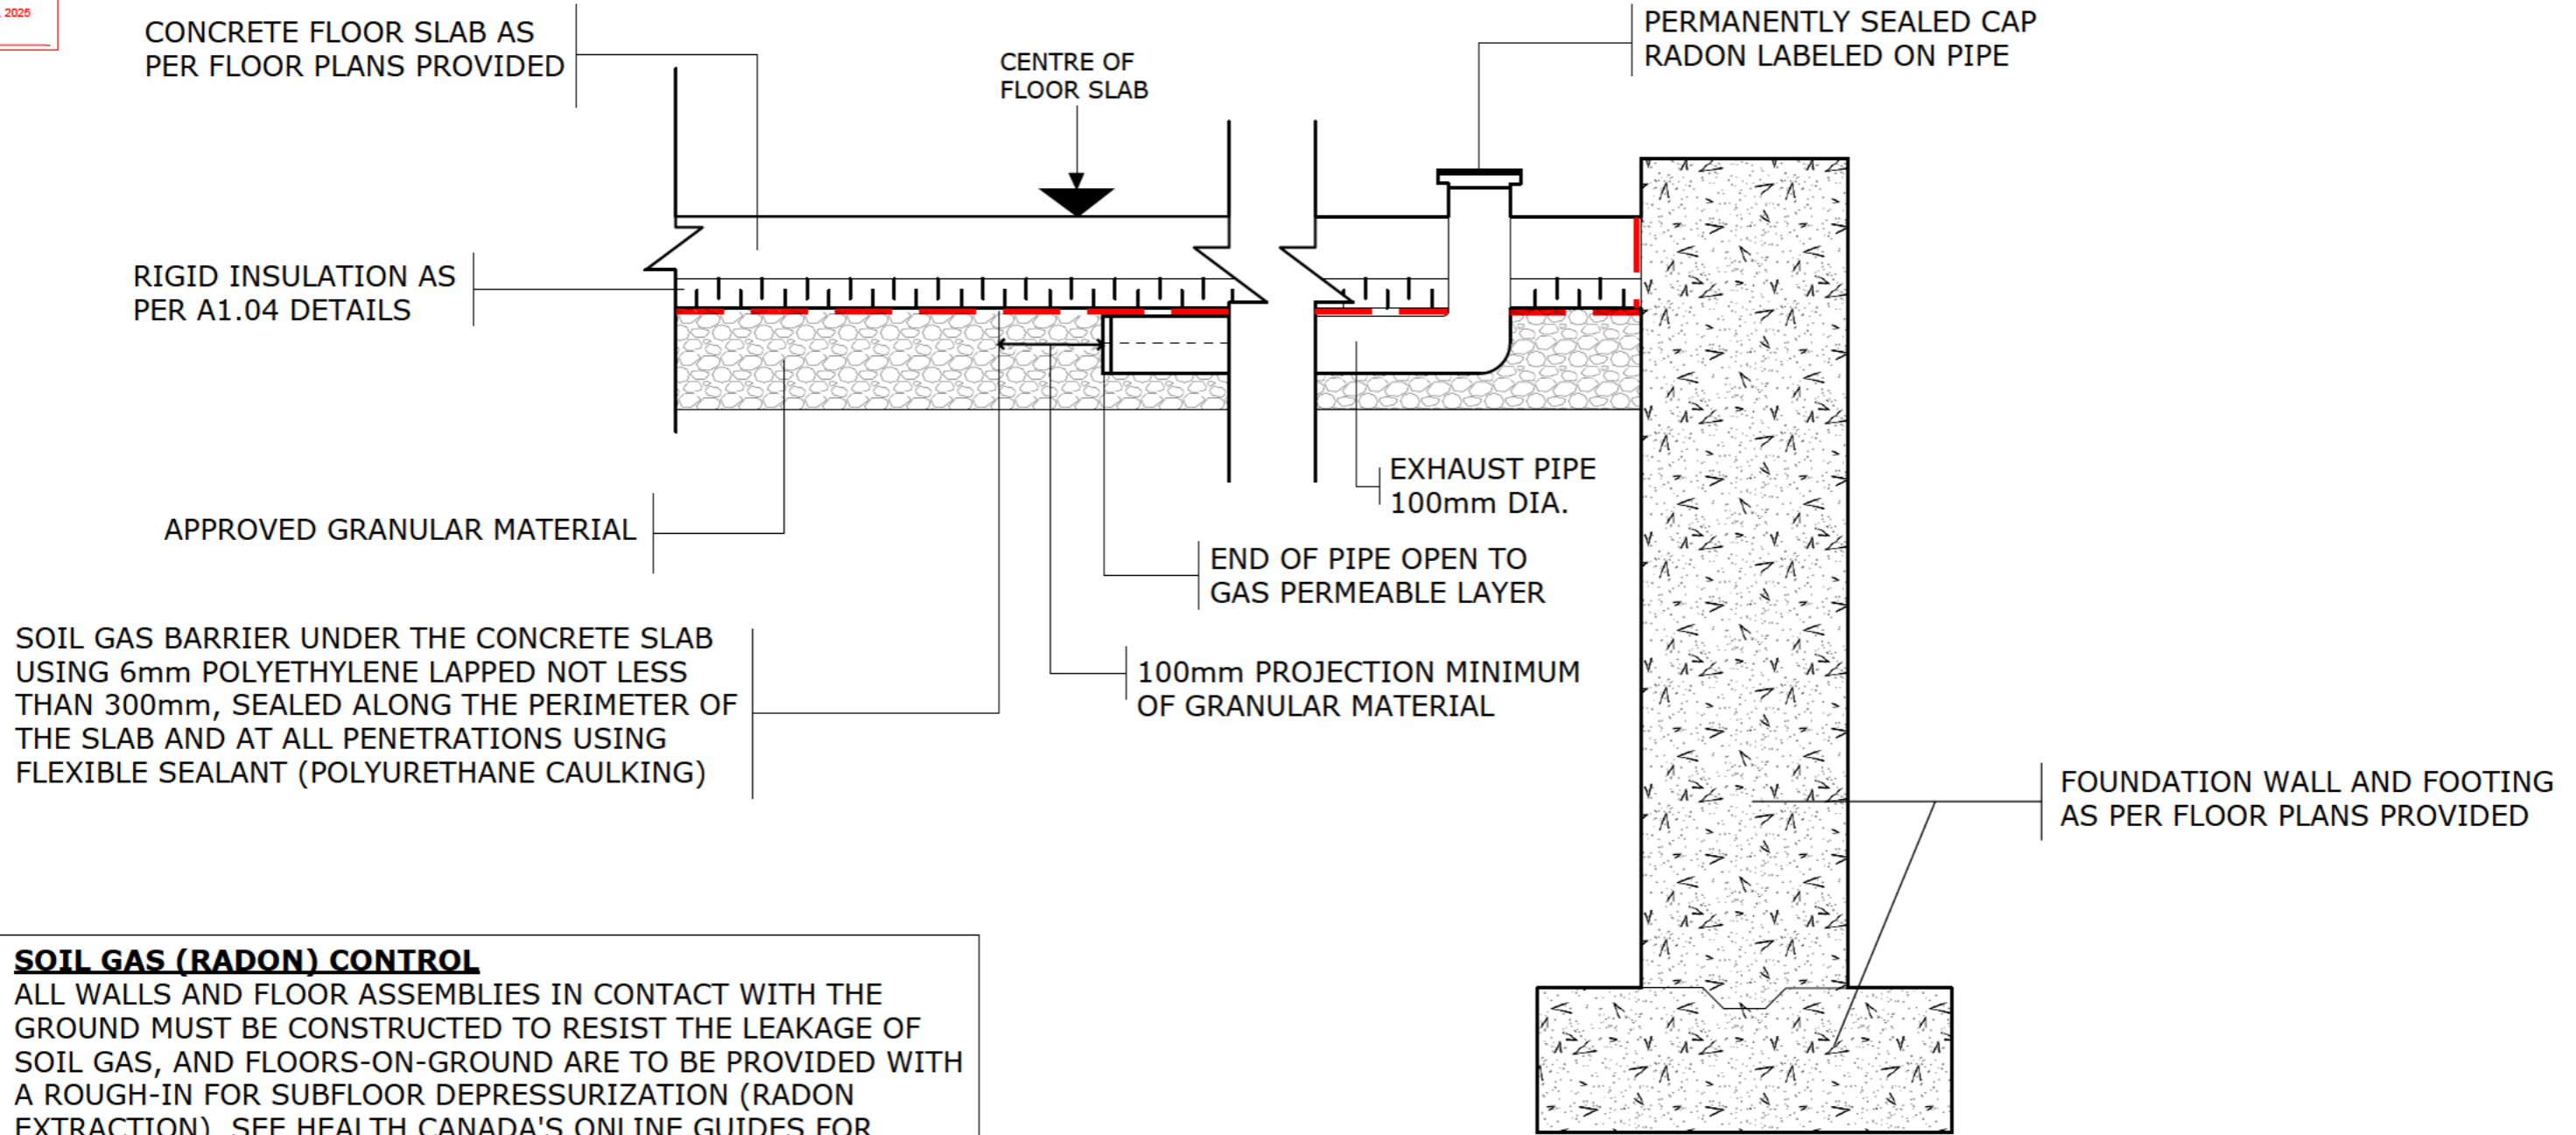 2025
CONCRETE FLOOR SLAB AS
PER FLOOR PLANS PROVIDED
CENTRE OF
FLOOR SLAB
PERMANENTLY SEALED CAP
RADON LABELED ON PIPE
RIGID INSULATION AS
PER A1.04 DETAILS
APPROVED GRANULAR MATERIAL
EXHAUST PIPE
100mm DIA.
END OF PIPE OPEN TO
GAS PERMEABLE LAYER
SOIL GAS BARRIER UNDER THE CONCRETE SLAB
USING 6mm POLYETHYLENE LAPPED NOT LESS
THAN 300mm, SEALED ALONG THE PERIMETER OF
THE SLAB AND AT ALL PENETRATIONS USING
FLEXIBLE SEALANT (POLYURETHANE CAULKING)
100mm PROJECTION MINIMUM
OF GRANULAR MATERIAL
FOUNDATION WALL AND FOOTING
AS PER FLOOR PLANS PROVIDED
SOIL GAS (RADON) CONTROL
ALL WALLS AND FLOOR ASSEMBLIES IN CONTACT WITH THE
GROUND MUST BE CONSTRUCTED TO RESIST THE LEAKAGE OF
SOIL GAS, AND FLOORS-ON-GROUND ARE TO BE PROVIDED WITH
A ROUGH-IN FOR SUBFLOOR DEPRESSURIZATION (RADON
EXTRACTION). SEE HEALTH CANADA'S ONLINE GUIDES FOR